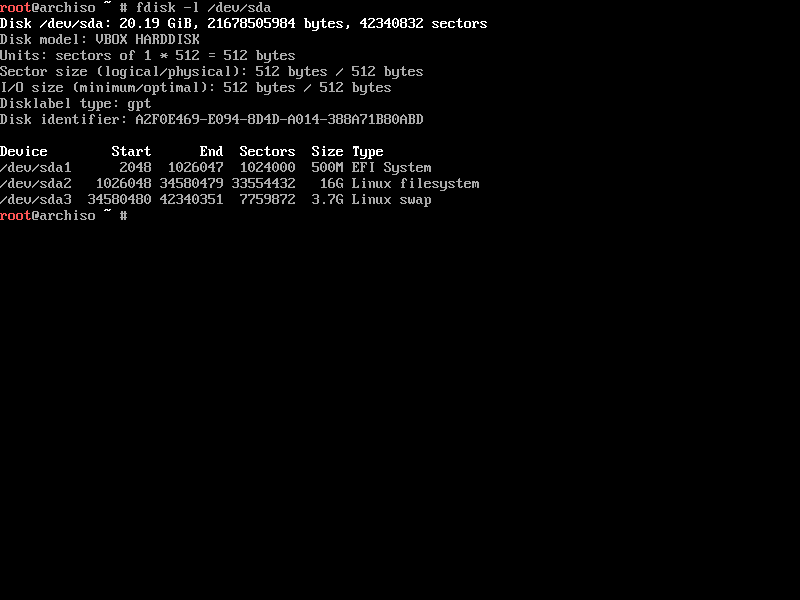 root@archiso ~ # fdisk -l /dev/sda
Disk /dev/sda: 20.19 GiB, 21678505984 bytes, 42340832 sectors
Disk model: VBOX HARDDISK
Units: sectors of 1 * 512 = 512 bytes
Sector size (logical/physical): 512 bytes / 512 bytes
I/O size (minimum/optimal): 512 bytes / 512 bytes
Disklabel type: gpt
Disk identifier: A2F0E469-E094-8D4D-A014-388A71B80ABD

Device        Start      End  Sectors  Size Type
/dev/sda1      2048  1026047  1024000  500M EFI System
/dev/sda2   1026048 34580479 33554432   16G Linux filesystem
/dev/sda3  34580480 42340351  7759872  3.7G Linux swap
root@archiso ~ #